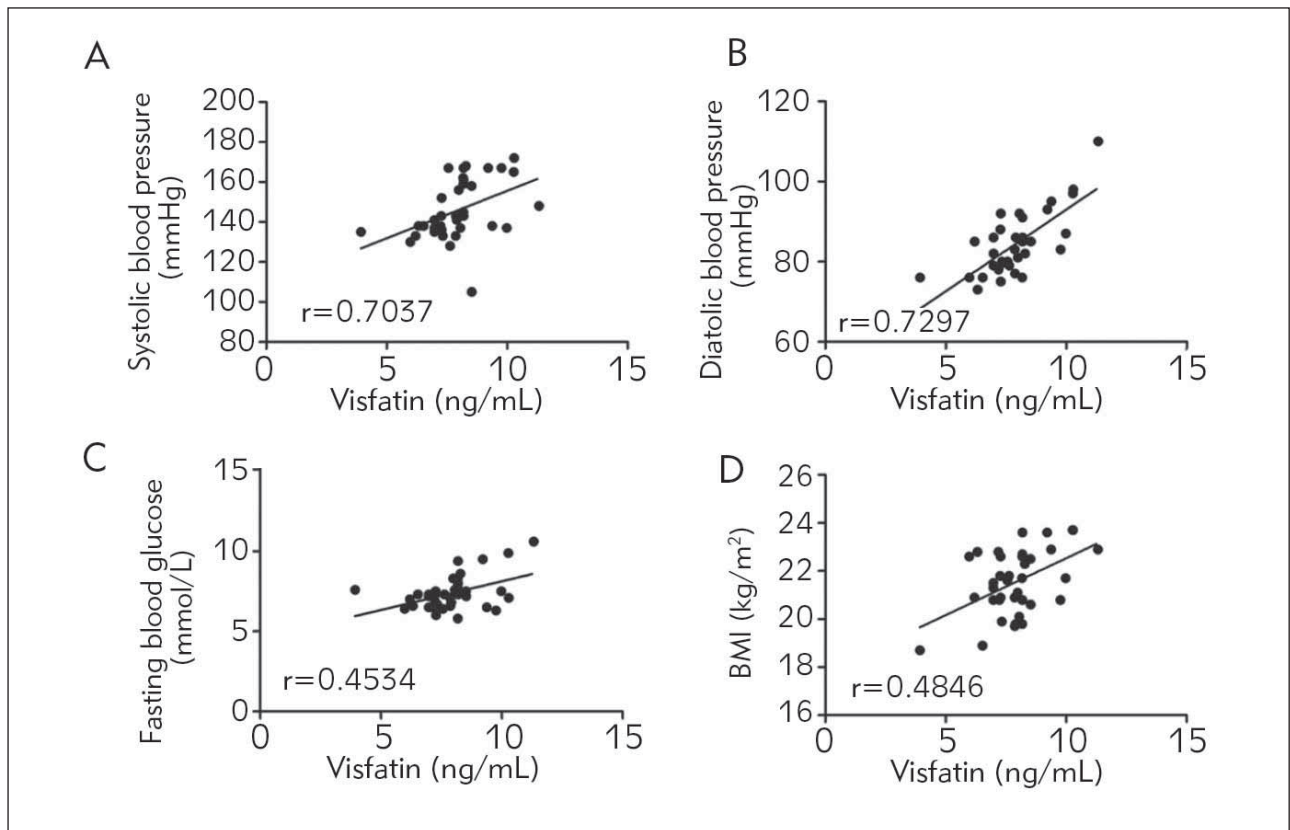 A
Systolic blood pressure
(mmHg)
200
180
160
140
120
100
80
r=0.7037
0
5
10
15
Visfatin (ng/mL)
B
Diatolic blood pressure
(mmHg)
120
100
80
60
r=0.7297
0
5
10
15
Visfatin (ng/mL)
C
Fasting blood glucose
(mmol/L)
15
10
5
0
r=0.4534
0
5
10
15
Visfatin (ng/mL)
D
BMI (kg/m²)
26
24
22
20
18
16
r=0.4846
0
5
10
15
Visfatin (ng/mL)